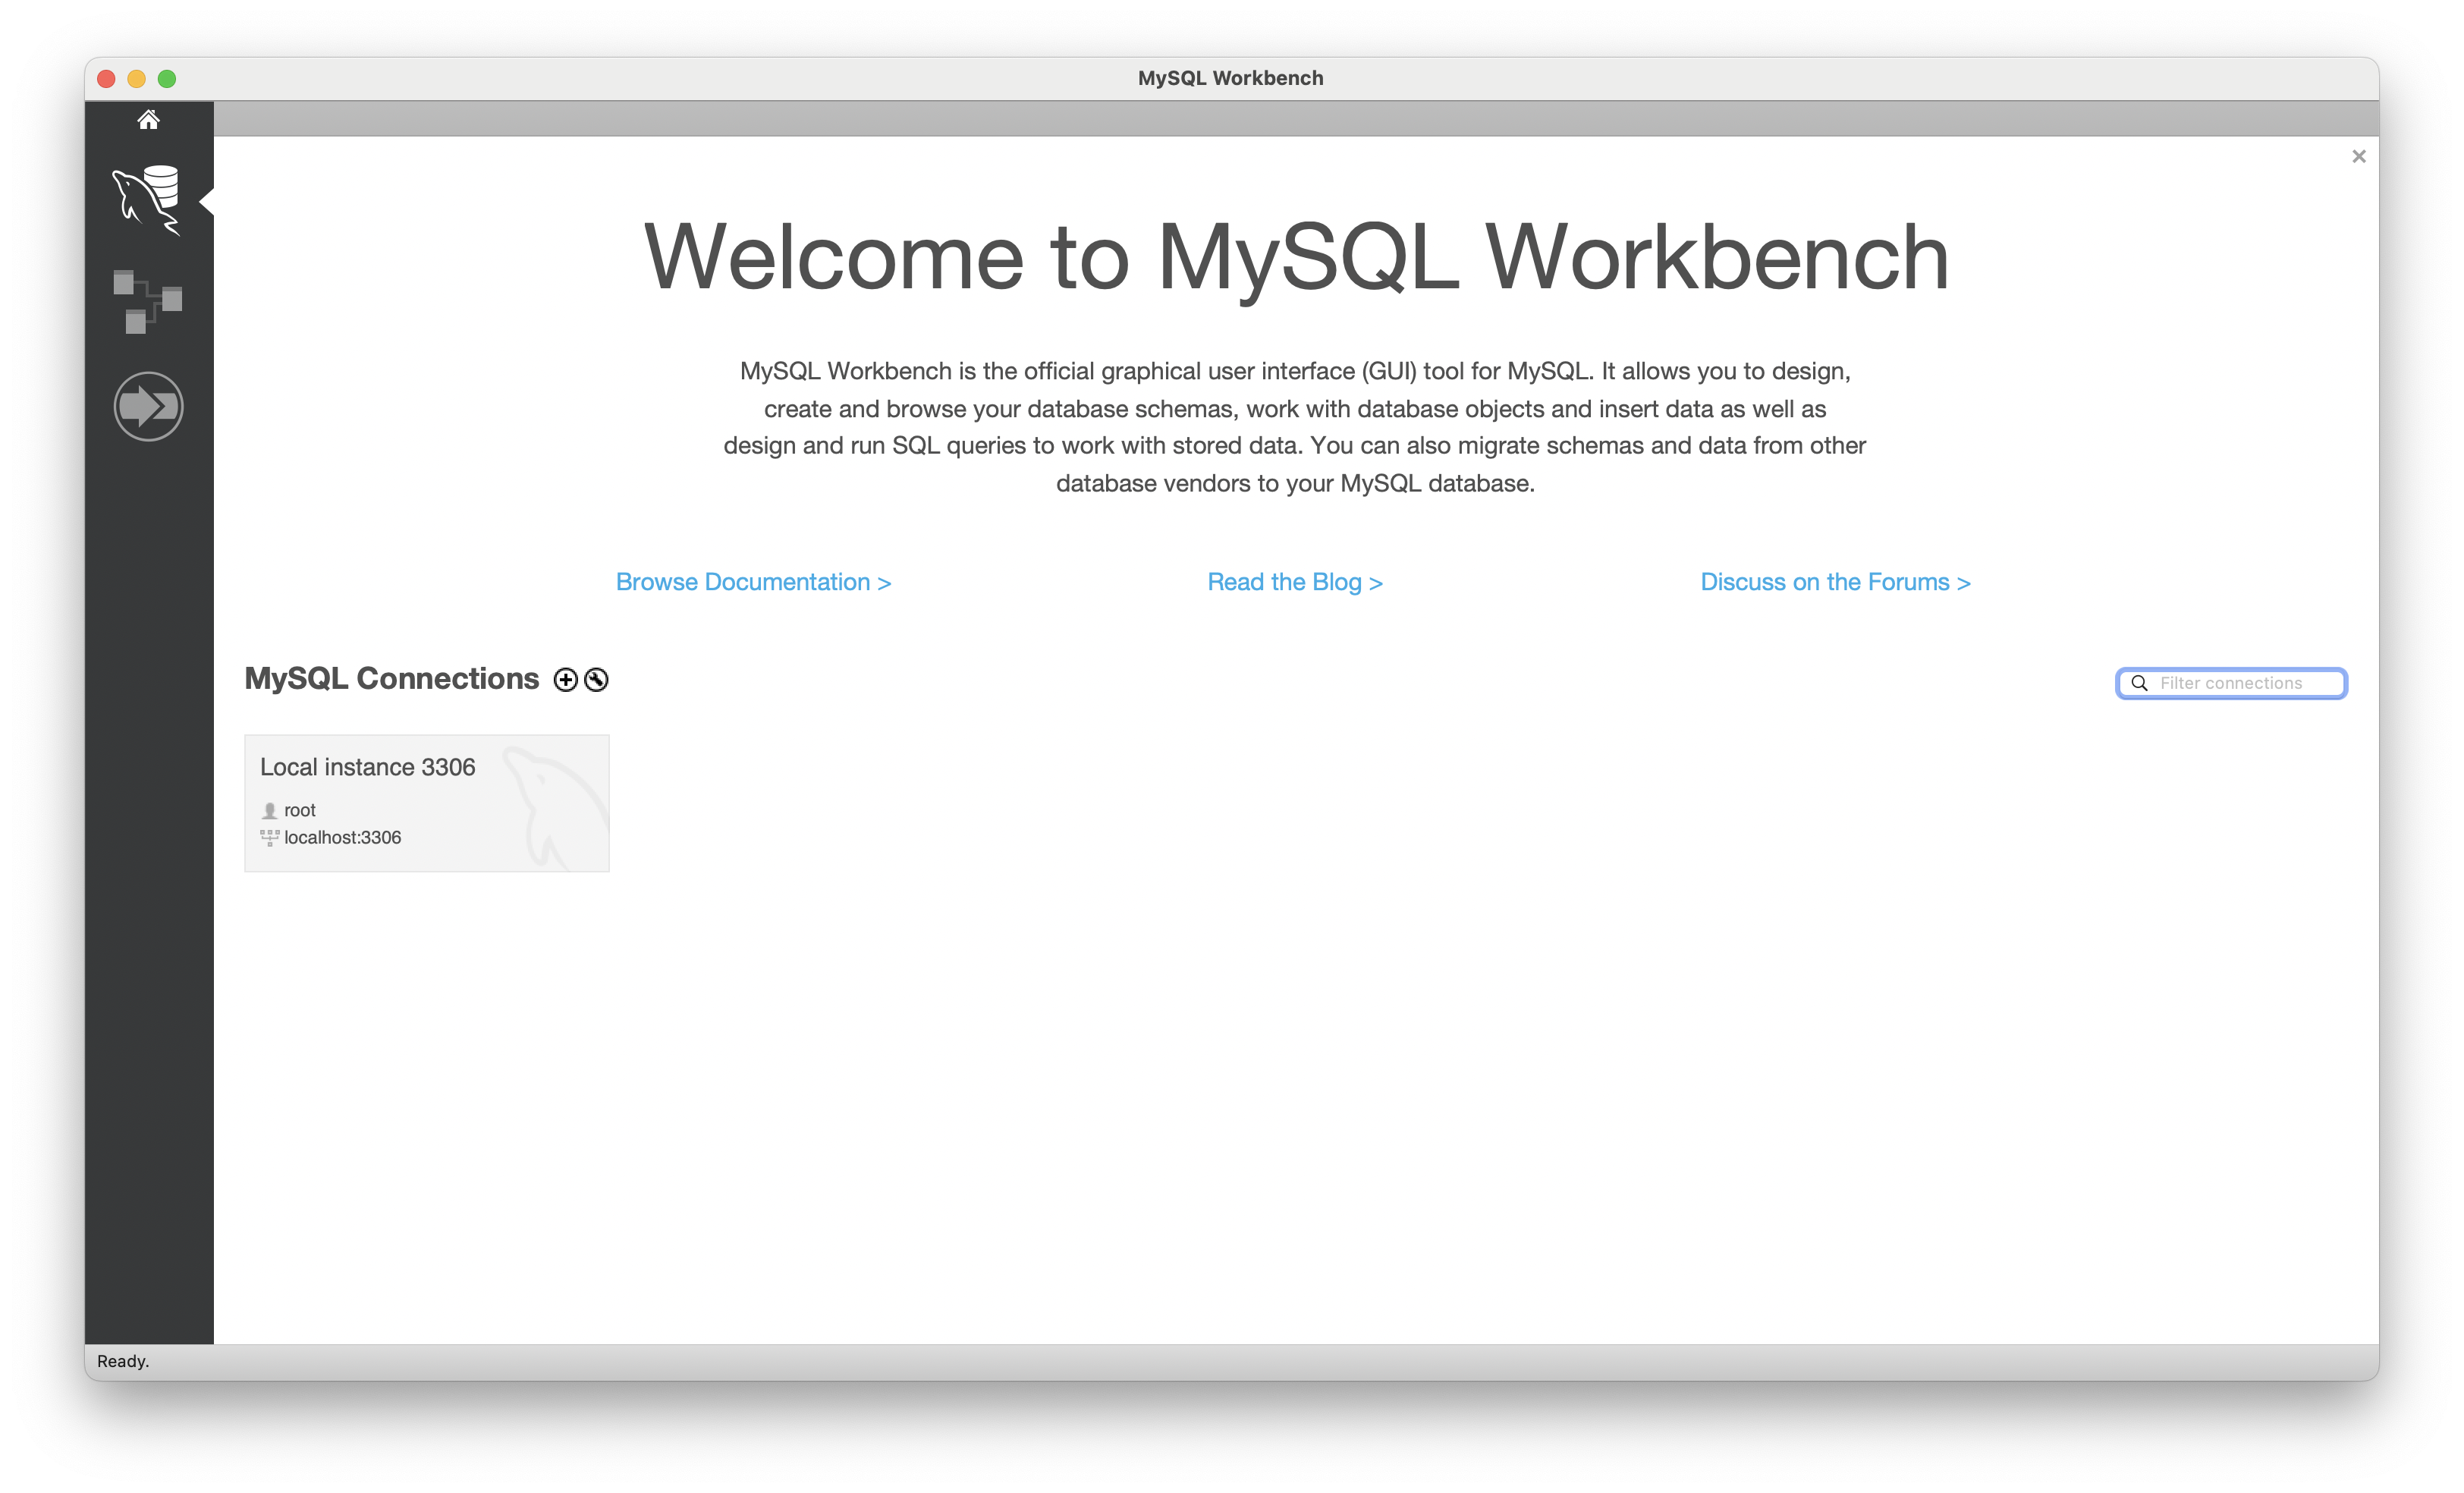 MySQL Workbench
Welcome to MySQL Workbench
MySQL Workbench is the official graphical user interface (GUI) tool for MySQL. It allows you to design,
create and browse your database schemas, work with database objects and insert data as well as
design and run SQL queries to work with stored data. You can also migrate schemas and data from other
database vendors to your MySQL database.
Browse Documentation >
Read the Blog >
Discuss on the Forums >
MySQL Connections
Filter connections
Local instance 3306
root
localhost:3306
Ready.